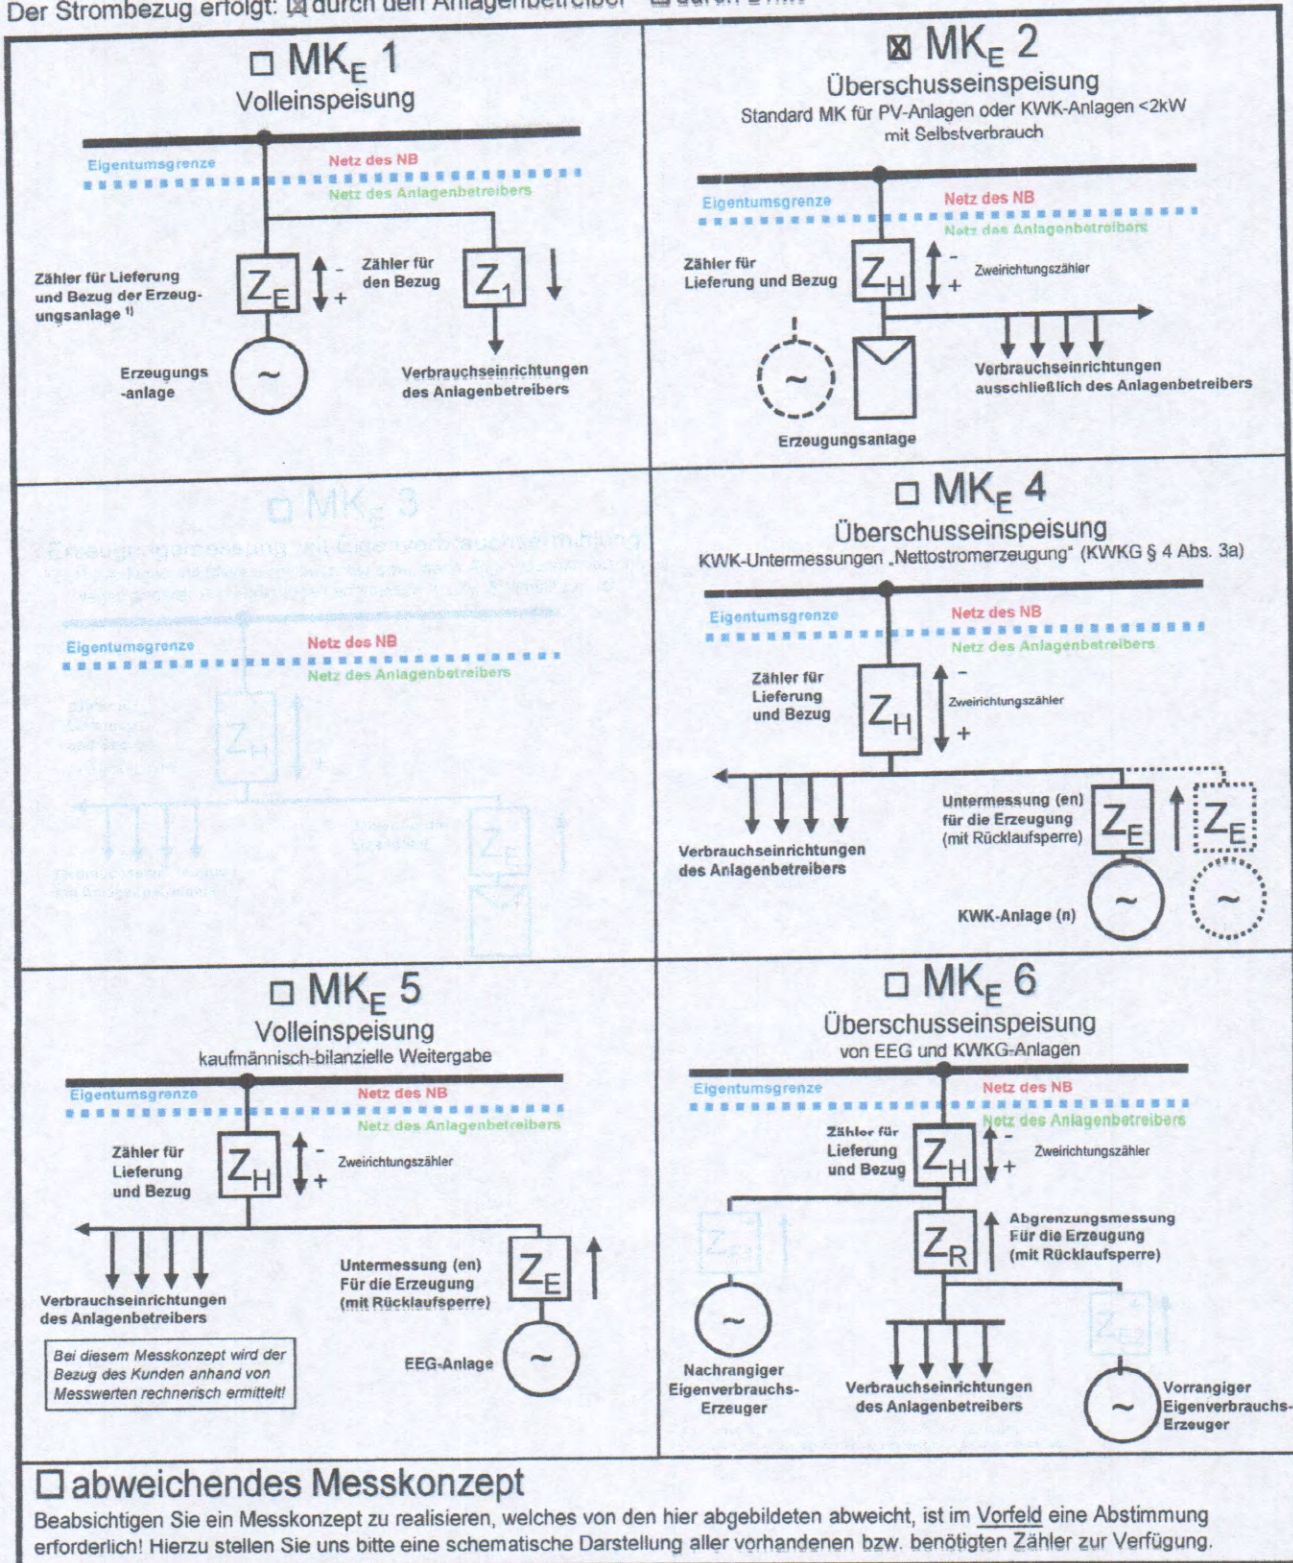 Der Strombezug erfolgt: ☒ durch den Anlagenbetreiber ☐ durch
☐ MKE 1
Volleinspeisung
Eigentumsgrenze
Netz des NB
Netz des Anlagenbetreibers
Zähler für Lieferung
und Bezug der Erzeug-
ungsanlage 1)
ZE
-
+
Zähler für
den Bezug
Z1
Erzeugungs
-anlage
~
Verbrauchseinrichtungen
des Anlagenbetreibers
☒ MKE 2
Überschusseinspeisung
Standard MK für PV-Anlagen oder KWK-Anlagen <2kW
mit Selbstverbrauch
Eigentumsgrenze
Netz des NB
Netz des Anlagenbetreibers
Zähler für
Lieferung und Bezug
ZH
-
+
Zweirichtungszähler
~
Verbrauchseinrichtungen
ausschließlich des Anlagenbetreibers
Erzeugungsanlage
☐ MKE 3
Erzeugungsmessung mit Eigenverbrauchsermittlung
Eigentumsgrenze
Netz des NB
Netz des Anlagenbetreibers
ZH
-
+
ZE
☐ MKE 4
Überschusseinspeisung
KWK-Untermessungen „Nettostromerzeugung“ (KWKG § 4 Abs. 3a)
Eigentumsgrenze
Netz des NB
Netz des Anlagenbetreibers
Zähler für
Lieferung
und Bezug
ZH
-
+
Zweirichtungszähler
Verbrauchseinrichtungen
des Anlagenbetreibers
Untermessung (en)
für die Erzeugung
(mit Rücklaufsperre)
ZE
ZE
KWK-Anlage (n)
~
~
☐ MKE 5
Volleinspeisung
kaufmännisch-bilanzielle Weitergabe
Eigentumsgrenze
Netz des NB
Netz des Anlagenbetreibers
Zähler für
Lieferung
und Bezug
ZH
-
+
Zweirichtungszähler
Verbrauchseinrichtungen
des Anlagenbetreibers
Untermessung (en)
Für die Erzeugung
(mit Rücklaufsperre)
ZE
EEG-Anlage
~
Bei diesem Messkonzept wird der
Bezug des Kunden anhand von
Messwerten rechnerisch ermittelt!
☐ MKE 6
Überschusseinspeisung
von EEG und KWKG-Anlagen
Eigentumsgrenze
Netz des NB
Netz des Anlagenbetreibers
Zähler für
Lieferung
und Bezug
ZH
-
+
Zweirichtungszähler
ZE1
ZR
Abgrenzungsmessung
Für die Erzeugung
(mit Rücklaufsperre)
ZE2
~
Nachrangiger
Eigenverbrauchs-
Erzeuger
Verbrauchseinrichtungen
des Anlagenbetreibers
~
Vorrangiger
Eigenverbrauchs-
Erzeuger
☐ abweichendes Messkonzept
Beabsichtigen Sie ein Messkonzept zu realisieren, welches von den hier abgebildeten abweicht, ist im Vorfeld eine Abstimmung
erforderlich! Hierzu stellen Sie uns bitte eine schematische Darstellung aller vorhandenen bzw. benötigten Zähler zur Verfügung.